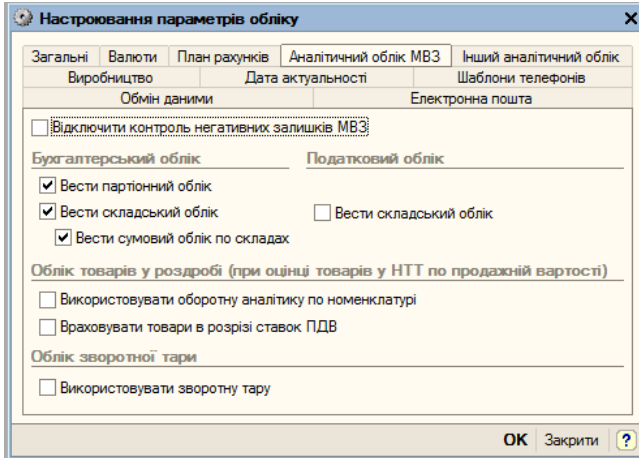 Настроювання параметрів обліку
Загальні Валюти План рахунків Аналітичний облік МВЗ Інший аналітичний облік
Виробництво Дата актуальності Шаблони телефонів
Обмін даними Електронна пошта
Відключити контроль негативних залишків МВЗ
Бухгалтерський облік Податковий облік
Вести партіонний облік
Вести складський облік Вести складський облік
Вести сумовий облік по складах
Облік товарів у роздробі (при оцінці товарів у НТТ по продажній вартості)
Використовувати оборотну аналітику по номенклатурі
Враховувати товари в розрізі ставок ПДВ
Облік зворотної тари
Використовувати зворотну тару
OK Закрити ?